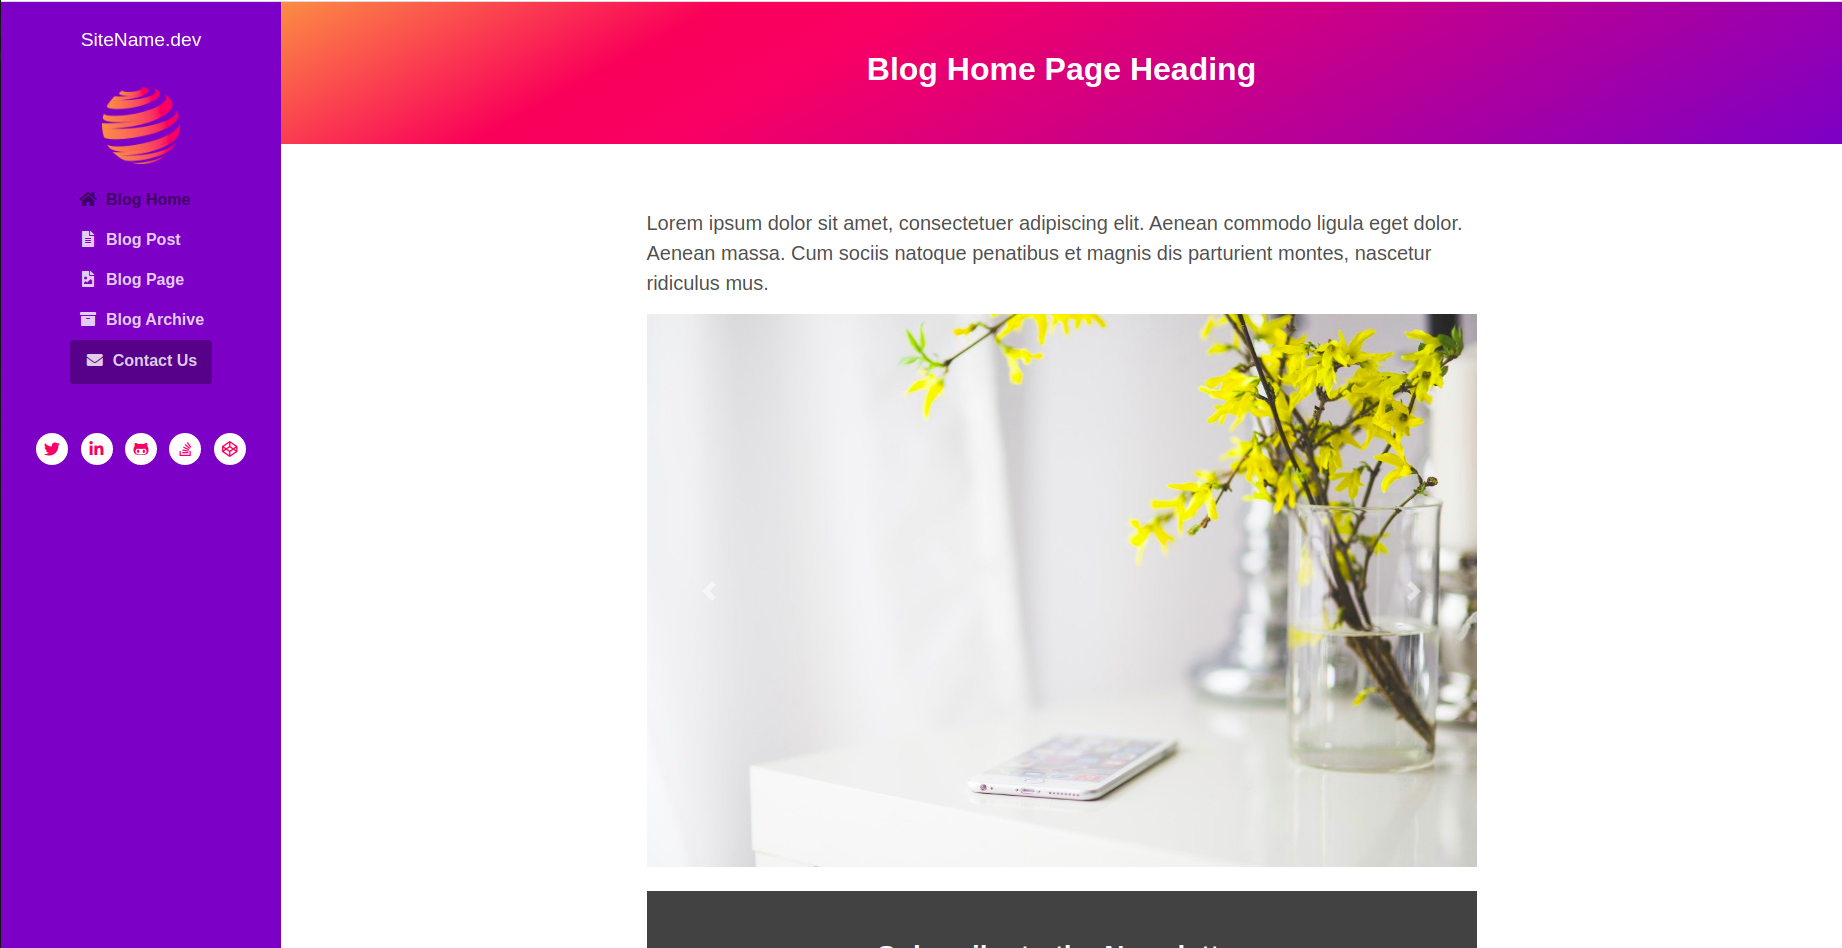 SiteName.dev
Blog Home
Blog Post
Blog Page
Blog Archive
Contact Us
Blog Home Page Heading
Lorem ipsum dolor sit amet, consectetuer adipiscing elit. Aenean commodo ligula eget dolor.
Aenean massa. Cum sociis natoque penatibus et magnis dis parturient montes, nascetur
ridiculus mus.